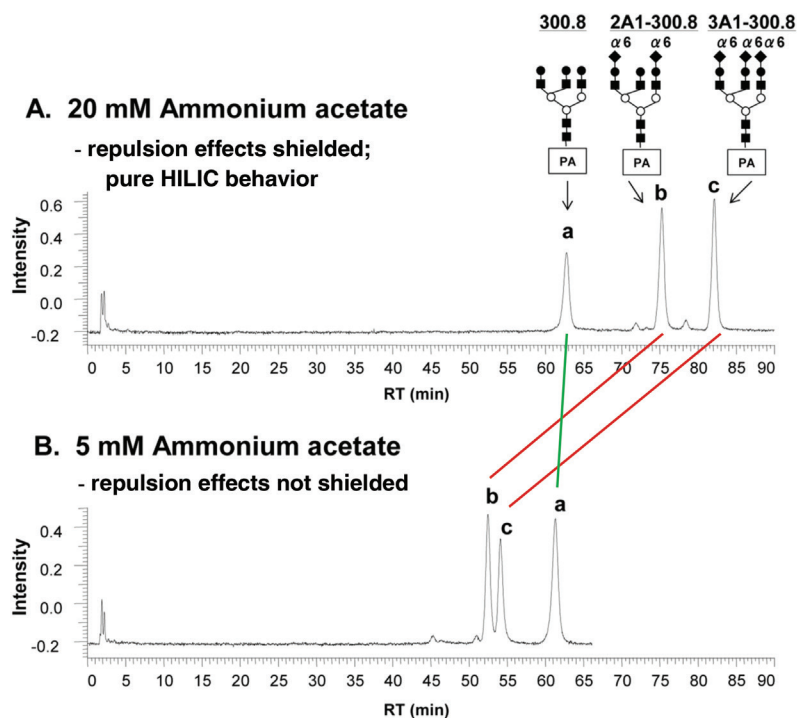 300.8 2A1-300.8 3A1-300.8
α6 α6 α6 α6 α6
A. 20 mM Ammonium acetate
- repulsion effects shielded;
pure HILIC behavior
PA PA PA
a b c
Intensity
0.6
0.4
0.2
0.0
-0.2
0 5 10 15 20 25 30 35 40 45 50 55 60 65 70 75 80 85 90
RT (min)
B. 5 mM Ammonium acetate
- repulsion effects not shielded
b c a
Intensity
0.4
0.2
0.0
-0.2
0 5 10 15 20 25 30 35 40 45 50 55 60 65 70 75 80 85 90
RT (min)